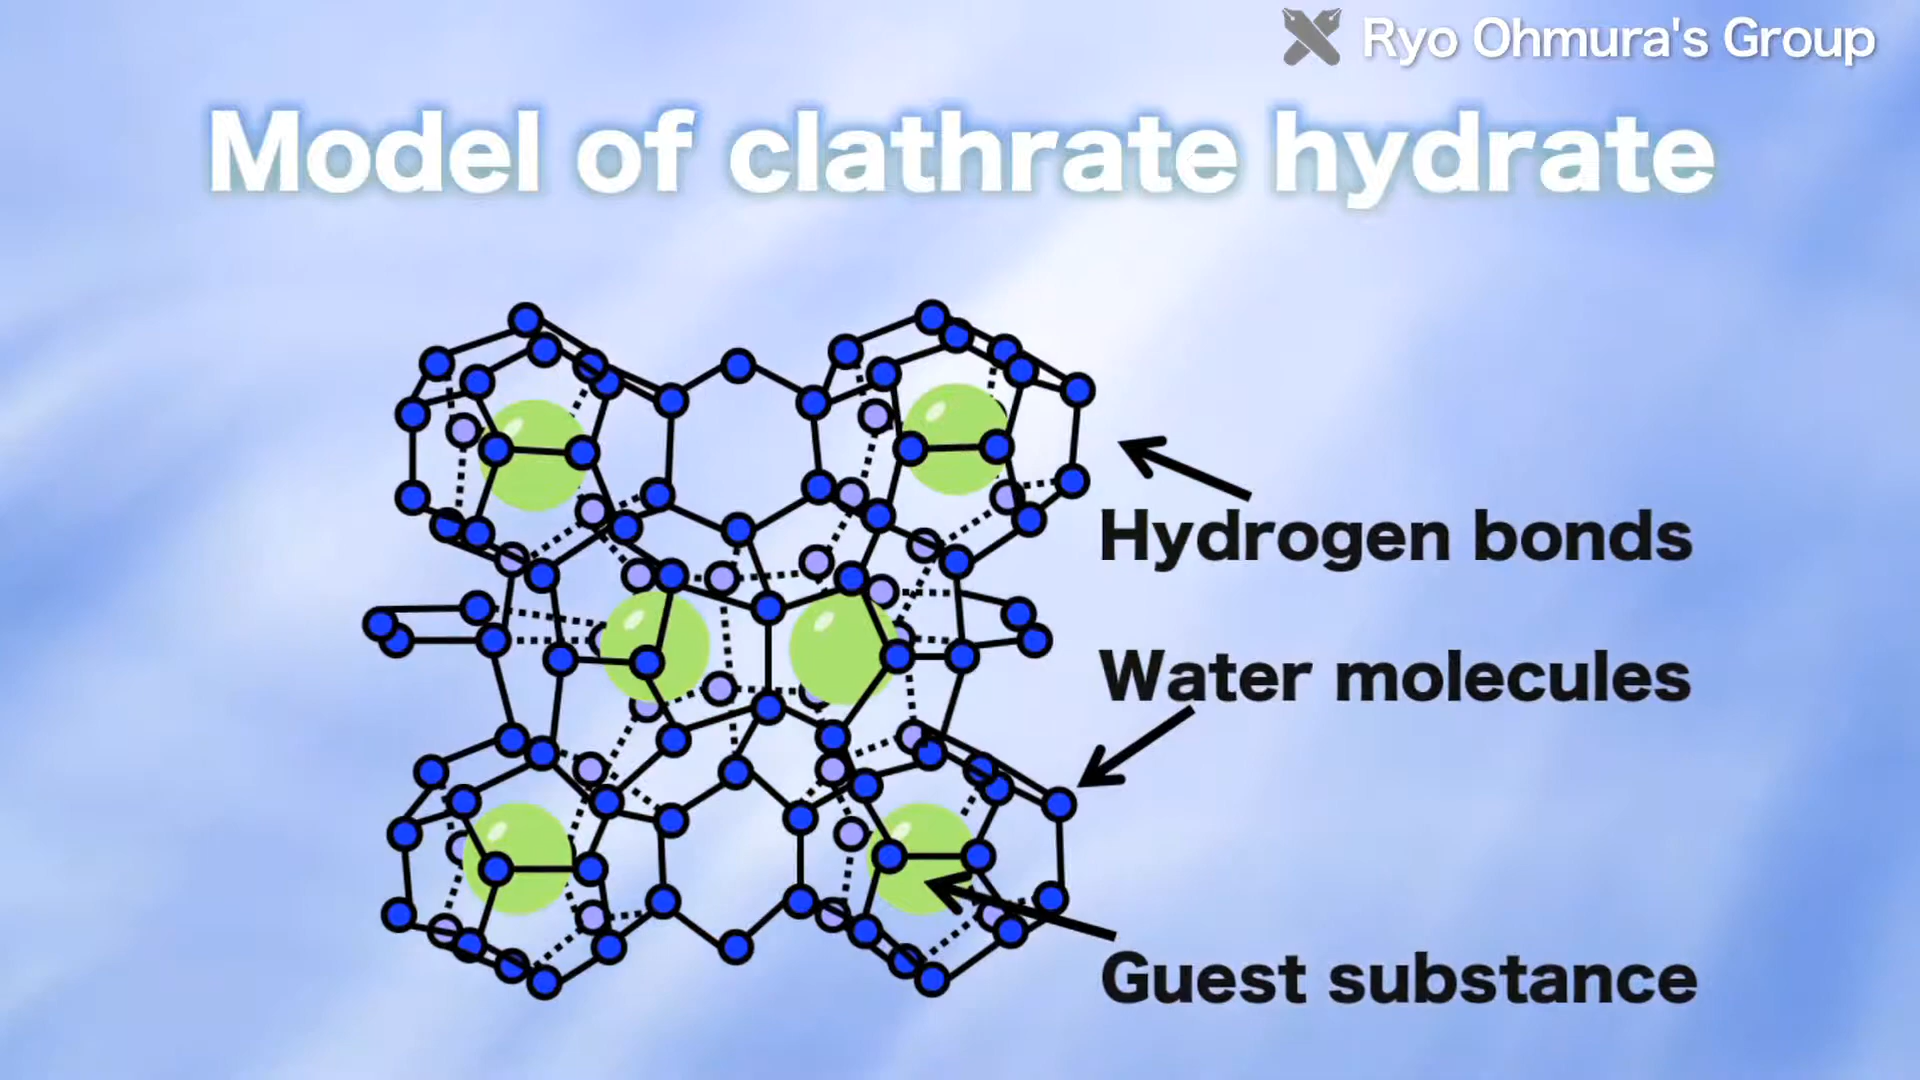 Ryo Ohmura's Group
Model of clathrate hydrate
Hydrogen bonds
Water molecules
Guest substance